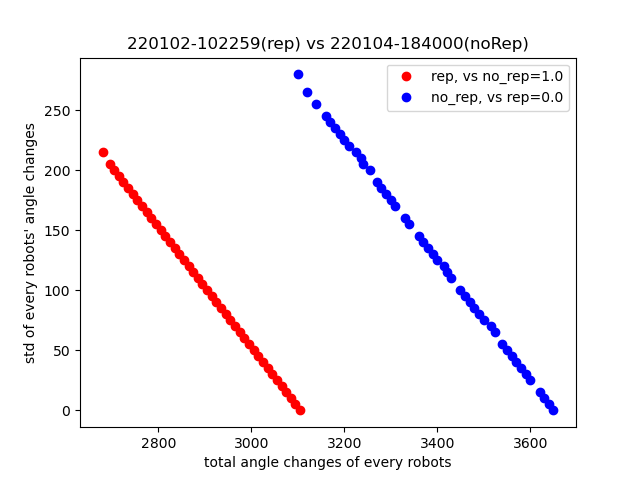 220102-102259(rep) vs 220104-184000(noRep)
rep, vs no_rep=1.0
no_rep, vs rep=0.0
std of every robots' angle changes
250
200
150
100
50
0
2800 3000 3200 3400 3600
total angle changes of every robots